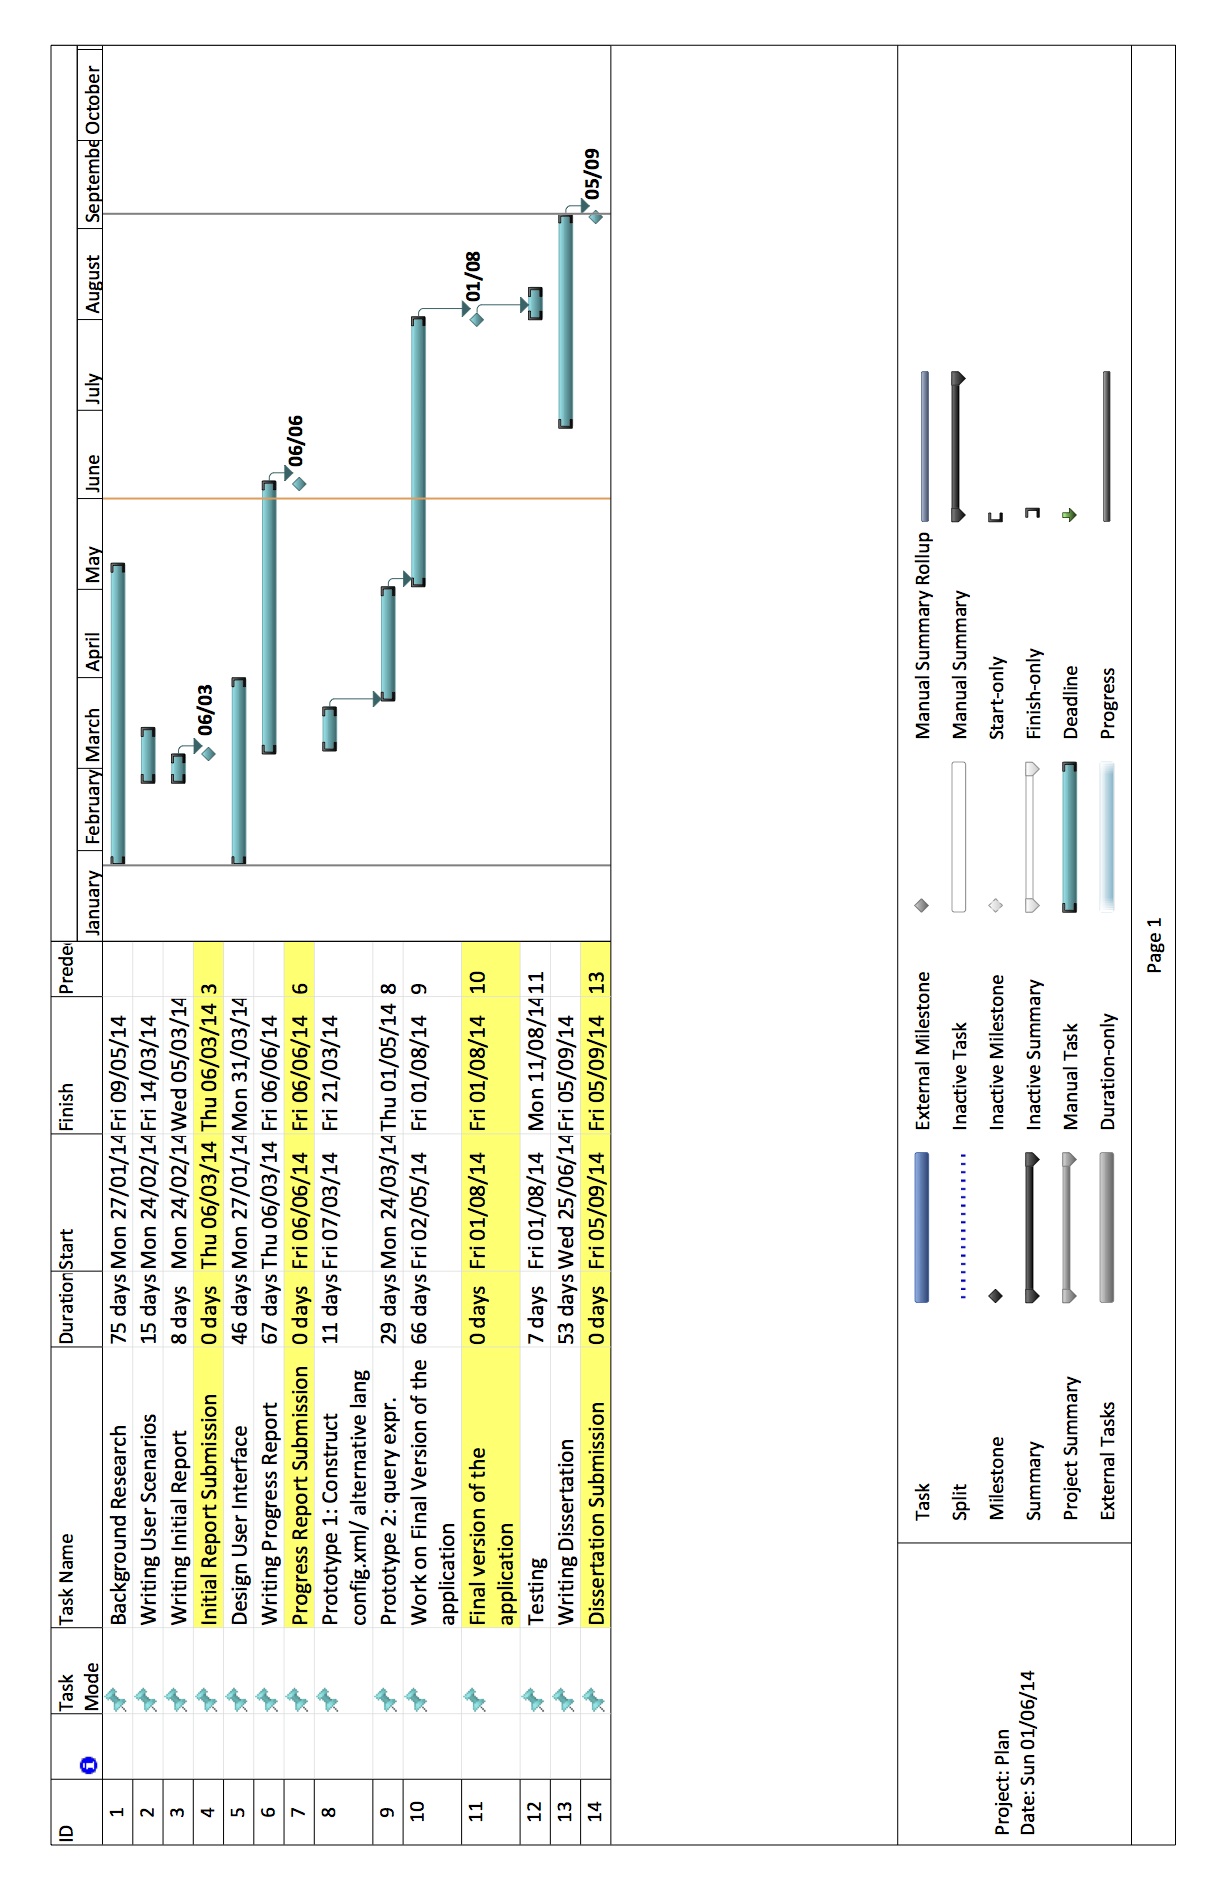 ID Task Mode Task Name Duration Start Finish Prede January February March April May June July August Septembe October
1 Background Research 75 days Mon 27/01/14 Fri 09/05/14
2 Writing User Scenarios 15 days Mon 24/02/14 Fri 14/03/14
3 Writing Initial Report 8 days Mon 24/02/14 Wed 05/03/14
4 Initial Report Submission 0 days Thu 06/03/14 Thu 06/03/14 3 06/03
5 Design User Interface 46 days Mon 27/01/14 Mon 31/03/14
6 Writing Progress Report 67 days Thu 06/03/14 Fri 06/06/14
7 Progress Report Submission 0 days Fri 06/06/14 Fri 06/06/14 6 06/06
8 Prototype 1: Construct 11 days Fri 07/03/14 Fri 21/03/14
config.xml/ alternative lang
9 Prototype 2: query expr. 29 days Mon 24/03/14 Thu 01/05/14 8
10 Work on Final Version of the 66 days Fri 02/05/14 Fri 01/08/14 9
application
11 Final version of the 0 days Fri 01/08/14 Fri 01/08/14 10 01/08
application
12 Testing 7 days Fri 01/08/14 Mon 11/08/14 11
13 Writing Dissertation 53 days Wed 25/06/14 Fri 05/09/14
14 Dissertation Submission 0 days Fri 05/09/14 Fri 05/09/14 13 05/09
Project: Plan
Date: Sun 01/06/14
Task External Milestone Manual Summary Rollup
Split Inactive Task Manual Summary
Milestone Inactive Milestone Start-only
Summary Inactive Summary Finish-only
Project Summary Manual Task Deadline
External Tasks Duration-only Progress
Page 1